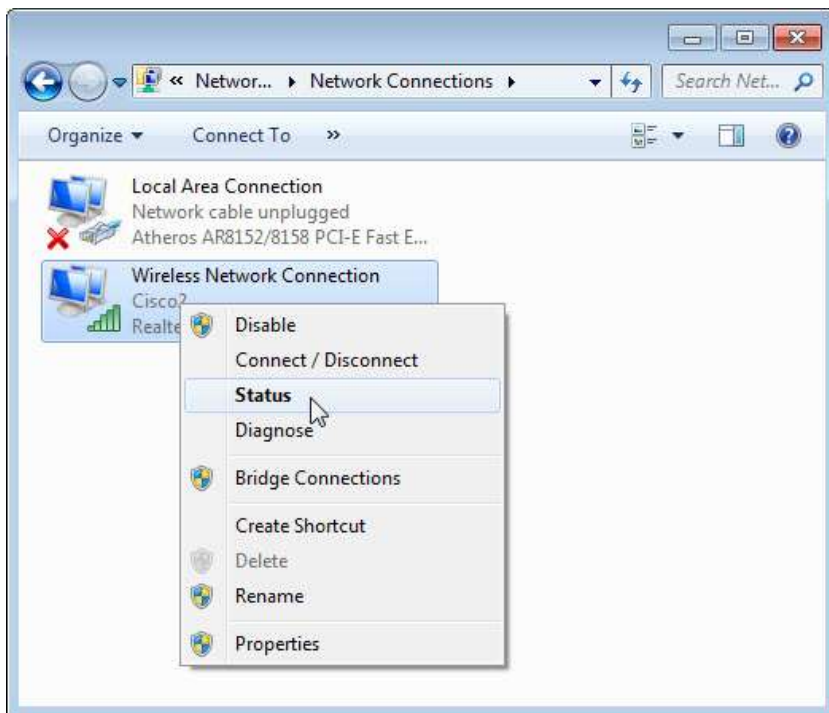 « Networ... Network Connections Search Net...
Organize Connect To »
Local Area Connection
Network cable unplugged
Atheros AR8152/8158 PCI-E Fast E...
Wireless Network Connection
Cisco2
Realte
Disable
Connect / Disconnect
Status
Diagnose
Bridge Connections
Create Shortcut
Delete
Rename
Properties